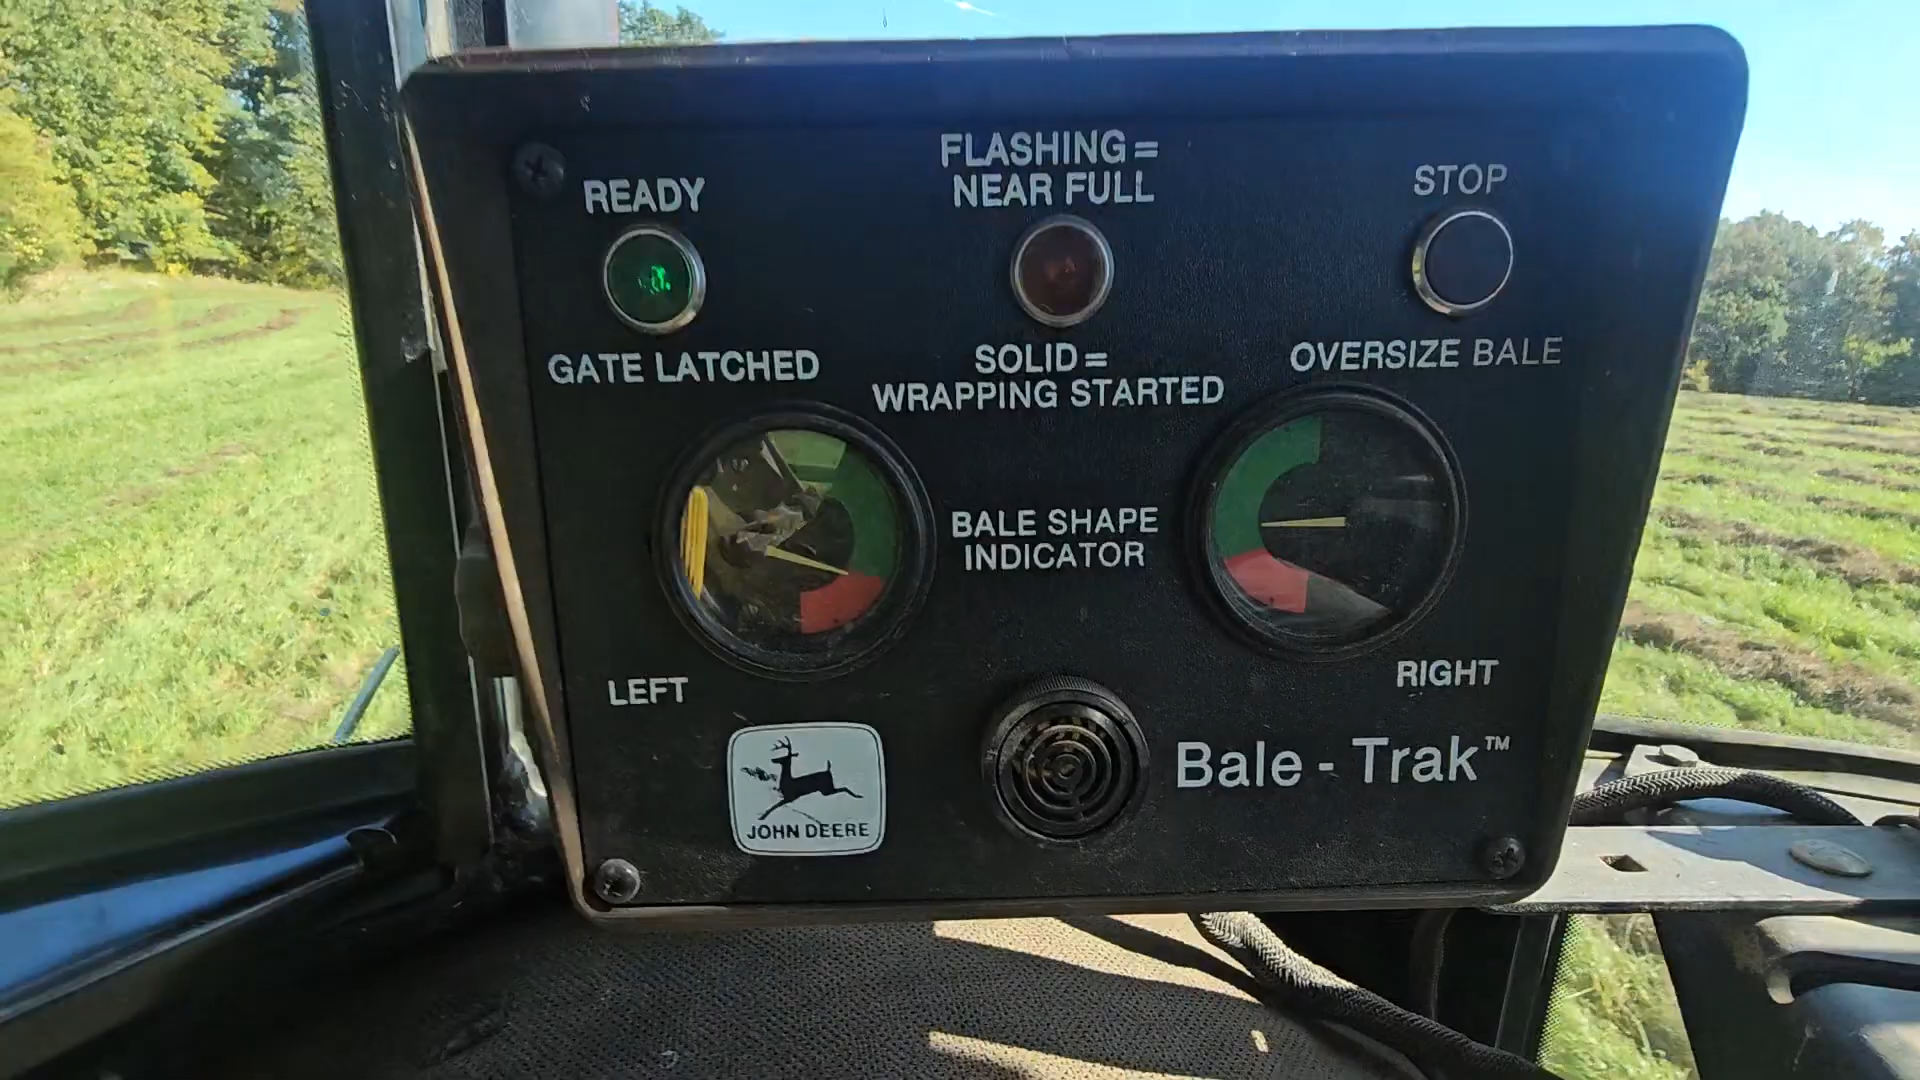 READY
FLASHING =
NEAR FULL
STOP
GATE LATCHED
SOLID =
WRAPPING STARTED
OVERSIZE BALE
BALE SHAPE
INDICATOR
LEFT
RIGHT
JOHN DEERE
Bale - Trak™